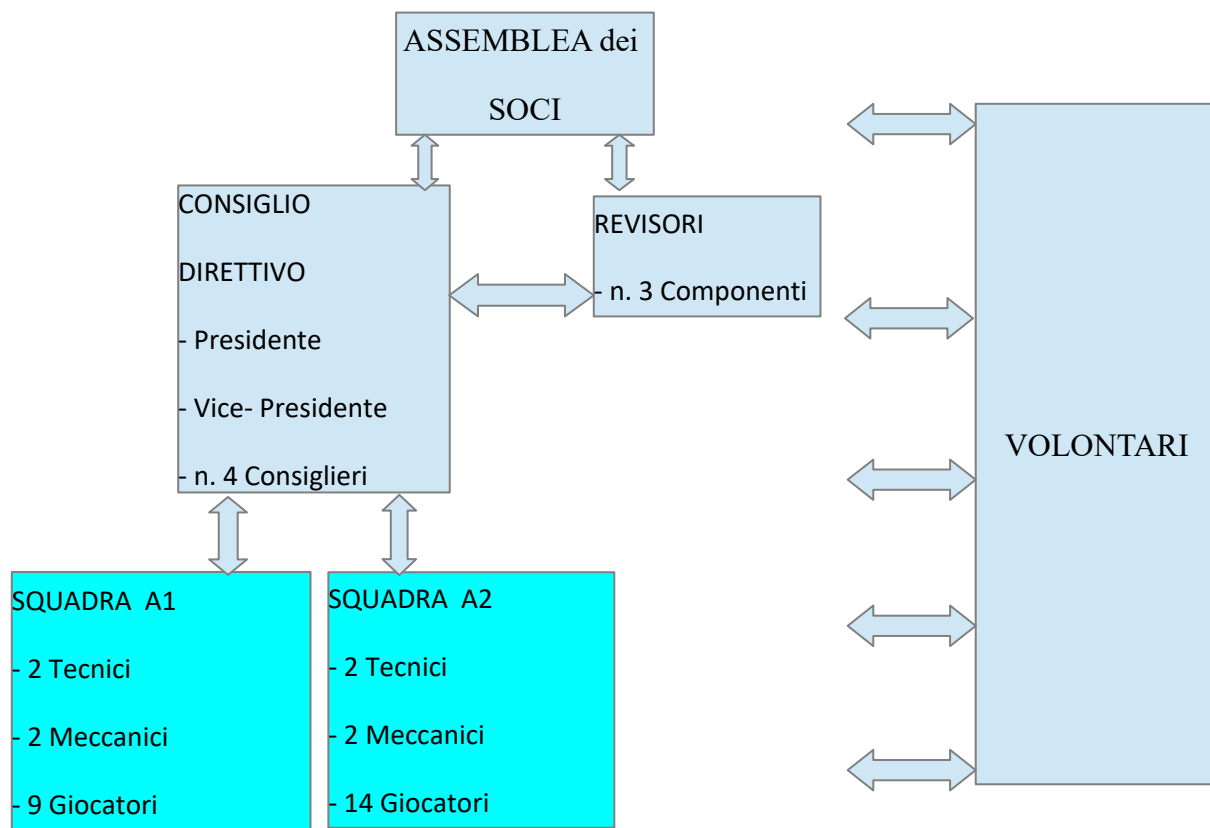 ASSEMBLEA dei
SOCI
CONSIGLIO
DIRETTIVO
- Presidente
- Vice- Presidente
- n. 4 Consiglieri
REVISORI
- n. 3 Componenti
VOLONTARI
SQUADRA  A1
- 2 Tecnici
- 2 Meccanici
- 9 Giocatori
SQUADRA  A2
- 2 Tecnici
- 2 Meccanici
- 14 Giocatori